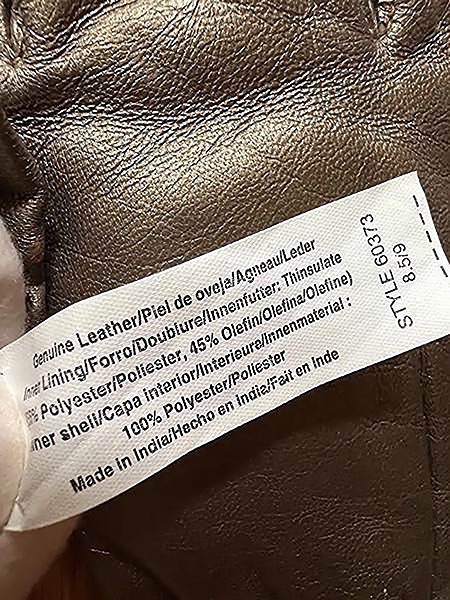 Genuine Leather/Piel de oveja/Agneau/Leder
Inner Lining/Forro/Doublure/Innenfutter: Thinsulate
Polyester/Poliester, 45% Olefin/Olefina/Olefine)
Inner shell/Capa interior/Interieure/Innenmaterial:
100% Polyester/Poliester
Made in India/Hecho en india/Fait en Inde
STYLE 60373
8.5/9